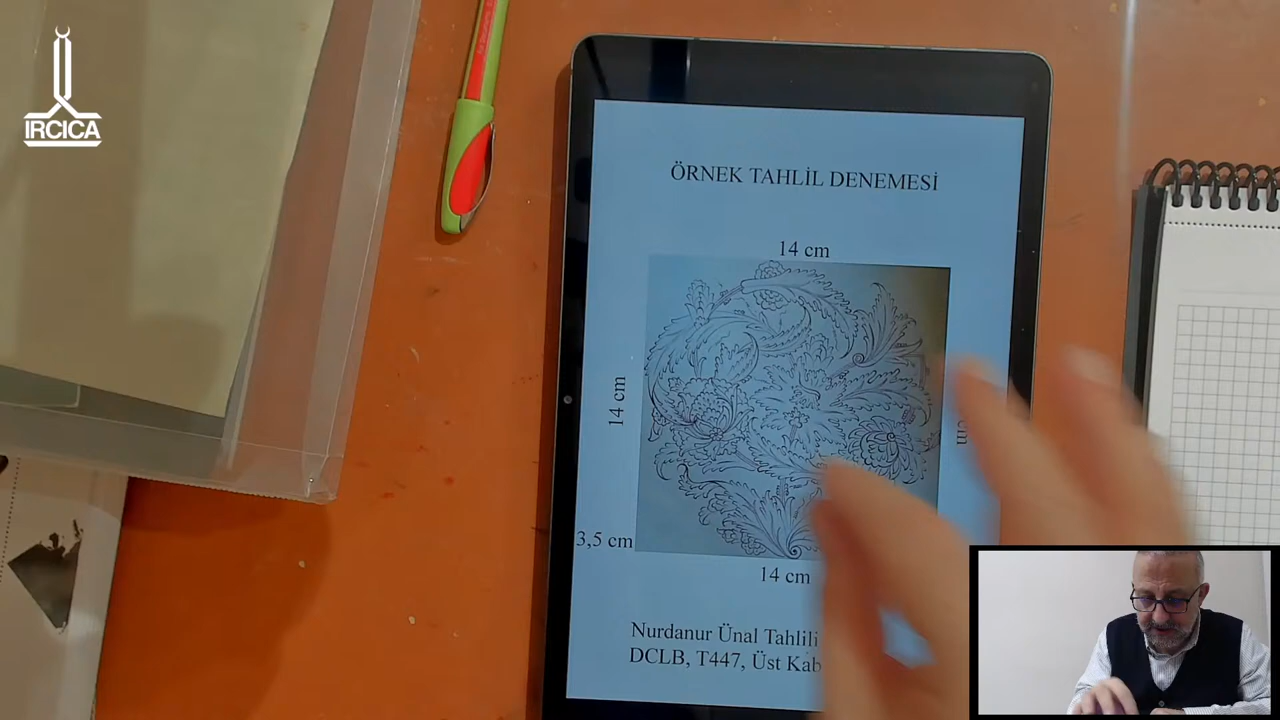 IRCICA
ÖRNEK TAHLİL DENEMESİ
14 cm
14 cm
cm
3,5 cm
14 cm
Nurdanur Ünal Tahlili
DCLB, T447, Üst Kab